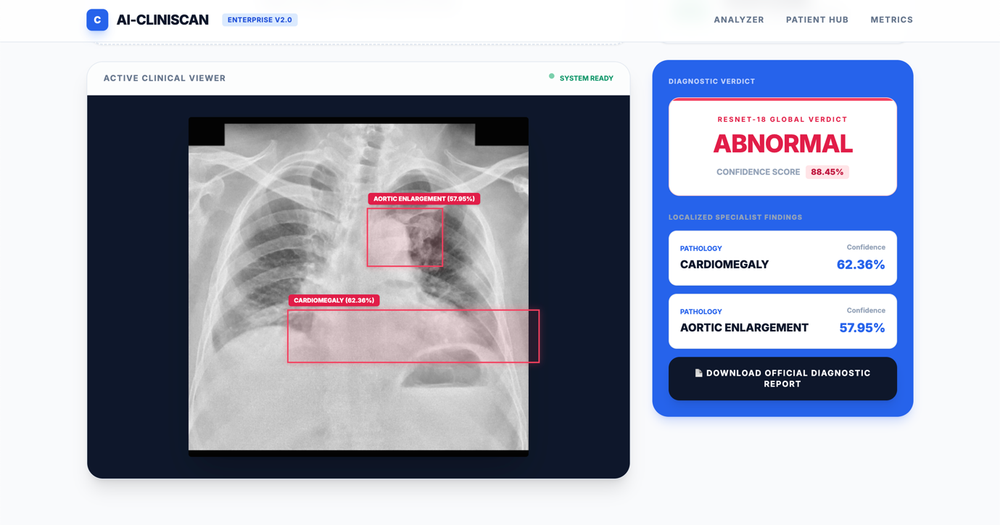 C AI-CLINISCAN ENTERPRISE V2.0 ANALYZER PATIENT HUB METRICS
ACTIVE CLINICAL VIEWER SYSTEM READY
AORTIC ENLARGEMENT (57.95%)
CARDIOMEGALY (62.36%)
DIAGNOSTIC VERDICT
RESNET-18 GLOBAL VERDICT
ABNORMAL
CONFIDENCE SCORE 88.45%
LOCALIZED SPECIALIST FINDINGS
PATHOLOGY Confidence
CARDIOMEGALY 62.36%
PATHOLOGY Confidence
AORTIC ENLARGEMENT 57.95%
DOWNLOAD OFFICIAL DIAGNOSTIC
REPORT